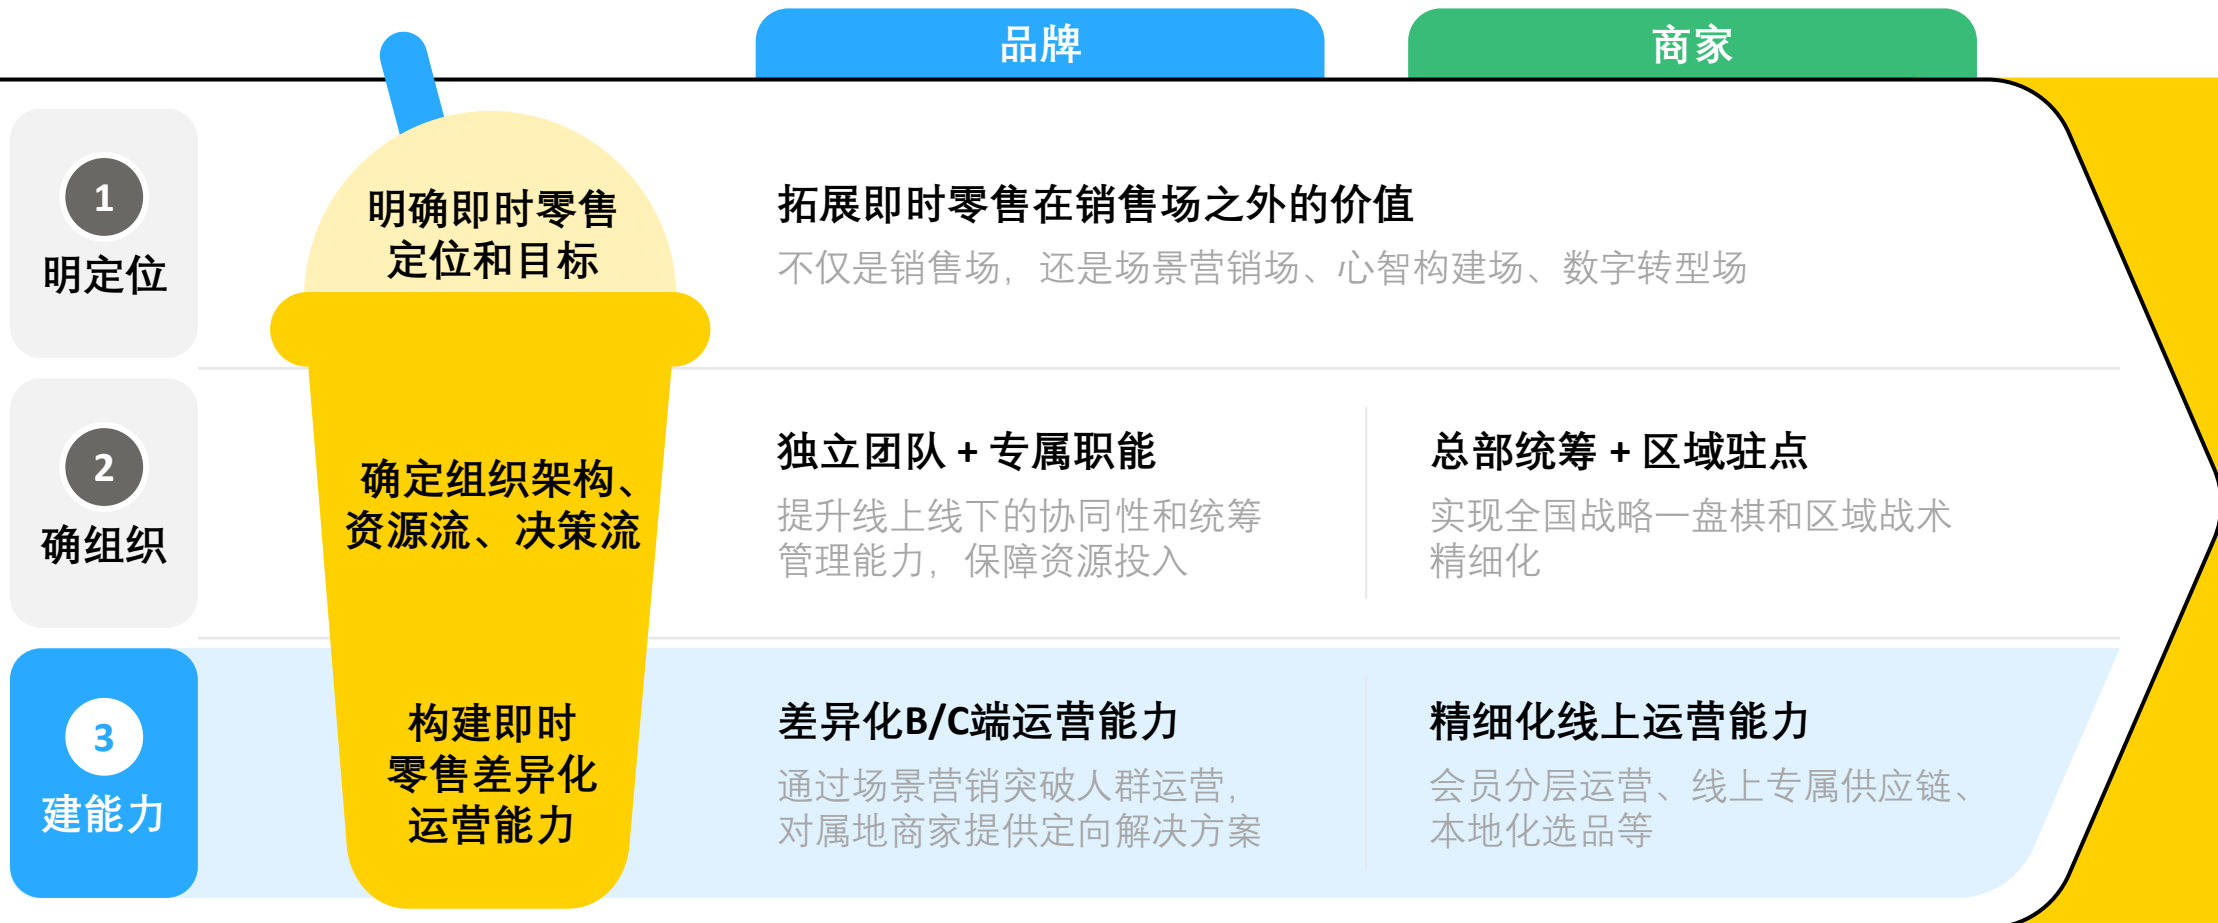 品牌
商家
1
明定位
明确即时零售
定位和目标
拓展即时零售在销售场之外的价值
不仅是销售场，还是场景营销场、心智构建场、数字转型场
2
确组织
确定组织架构、
资源流、决策流
独立团队 + 专属职能
提升线上线下的协同性和统筹
管理能力，保障资源投入
总部统筹 + 区域驻点
实现全国战略一盘棋和区域战术
精细化
3
建能力
构建即时
零售差异化
运营能力
差异化B/C端运营能力
通过场景营销突破人群运营，
对属地商家提供定向解决方案
精细化线上运营能力
会员分层运营、线上专属供应链、
本地化选品等